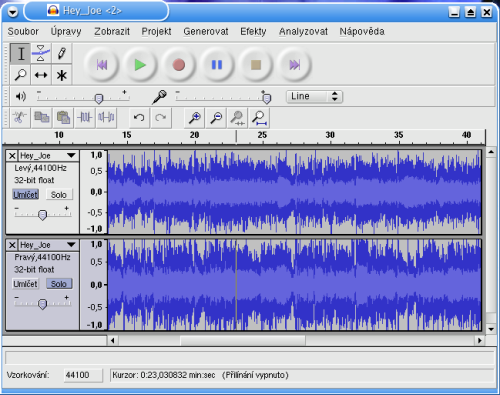 Hey_Joe <2>
Soubor Úpravy Zobrazit Projekt Generovat Efekty Analyzovat Nápověda
Line
10 15 20 25 30 35 40
Hey_Joe
Levý,44100Hz
32-bit float
Umlčet Solo
- +
1,0
0,5
0,0
-0,5
-1,0
Hey_Joe
Pravý,44100Hz
32-bit float
Umlčet Solo
- +
1,0
0,5
0,0
-0,5
-1,0
Vzorkování: 44100 Kurzor: 0:23,030832 min:sec (Přilínání vypnuto)